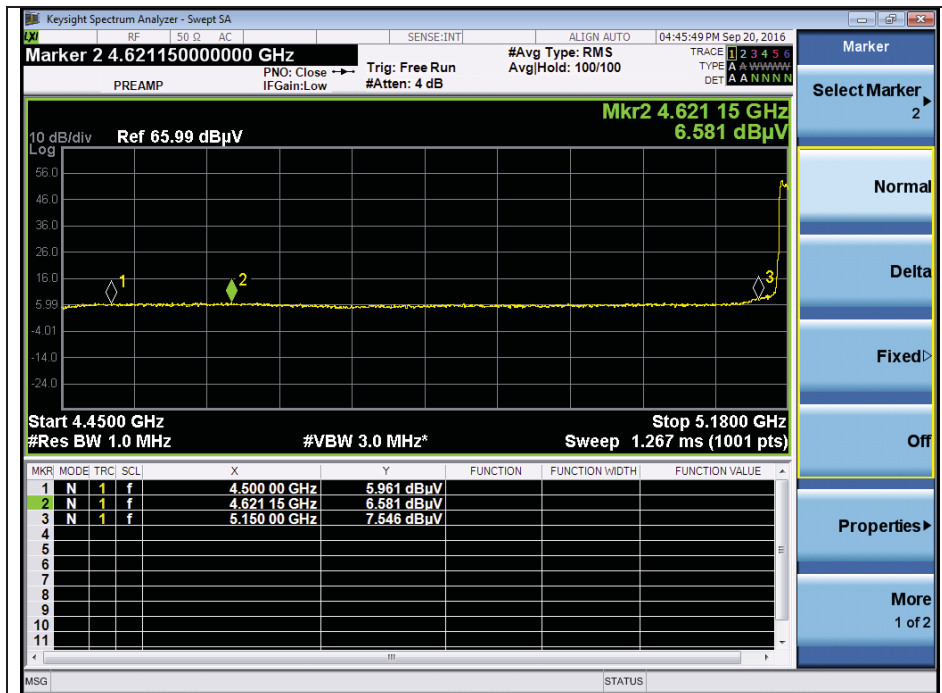 Keysight Spectrum Analyzer - Swept SA
LXI RF 50 Ω AC SENSE:INT ALIGN AUTO 04:45:49 PM Sep 20, 2016
Marker 2 4.621150000000 GHz
PREAMP
PNO: Close
IFGain:Low
Trig: Free Run
#Atten: 4 dB
#Avg Type: RMS
Avg|Hold: 100/100
TRACE 1 2 3 4 5 6
TYPE A A W W W W
DET A A N N N N
Mkr2 4.621 15 GHz
6.581 dBµV
10 dB/div Ref 65.99 dBµV
Log
56.0
46.0
36.0
26.0
16.0
5.99
-4.01
-14.0
-24.0
1
2
3
Start 4.4500 GHz Stop 5.1800 GHz
#Res BW 1.0 MHz #VBW 3.0 MHz* Sweep 1.267 ms (1001 pts)
MKR MODE TRC SCL X Y FUNCTION FUNCTION WIDTH FUNCTION VALUE
1 N 1 f 4.500 00 GHz 5.961 dBµV
2 N 1 f 4.621 15 GHz 6.581 dBµV
3 N 1 f 5.150 00 GHz 7.546 dBµV
4
5
6
7
8
9
10
11
MSG STATUS
Marker
Select Marker
2
Normal
Delta
Fixed
Off
Properties
More
1 of 2